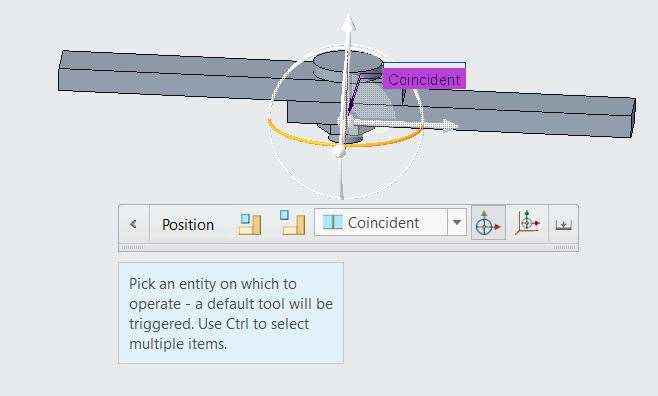 Coincident
Position
Coincident
Pick an entity on which to
operate - a default tool will be
triggered. Use Ctrl to select
multiple items.